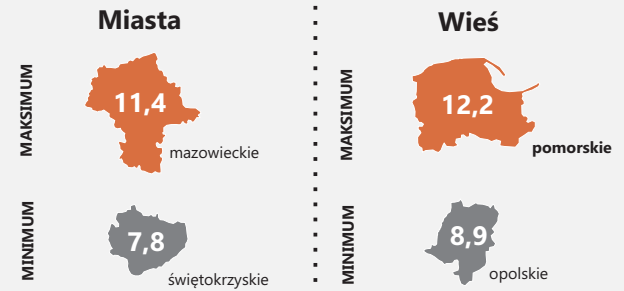 Miasta
MAKSIMUM
11,4
mazowieckie
MINIMUM
7,8
świętokrzyskie
Wieś
MAKSIMUM
12,2
pomorskie
MINIMUM
8,9
opolskie